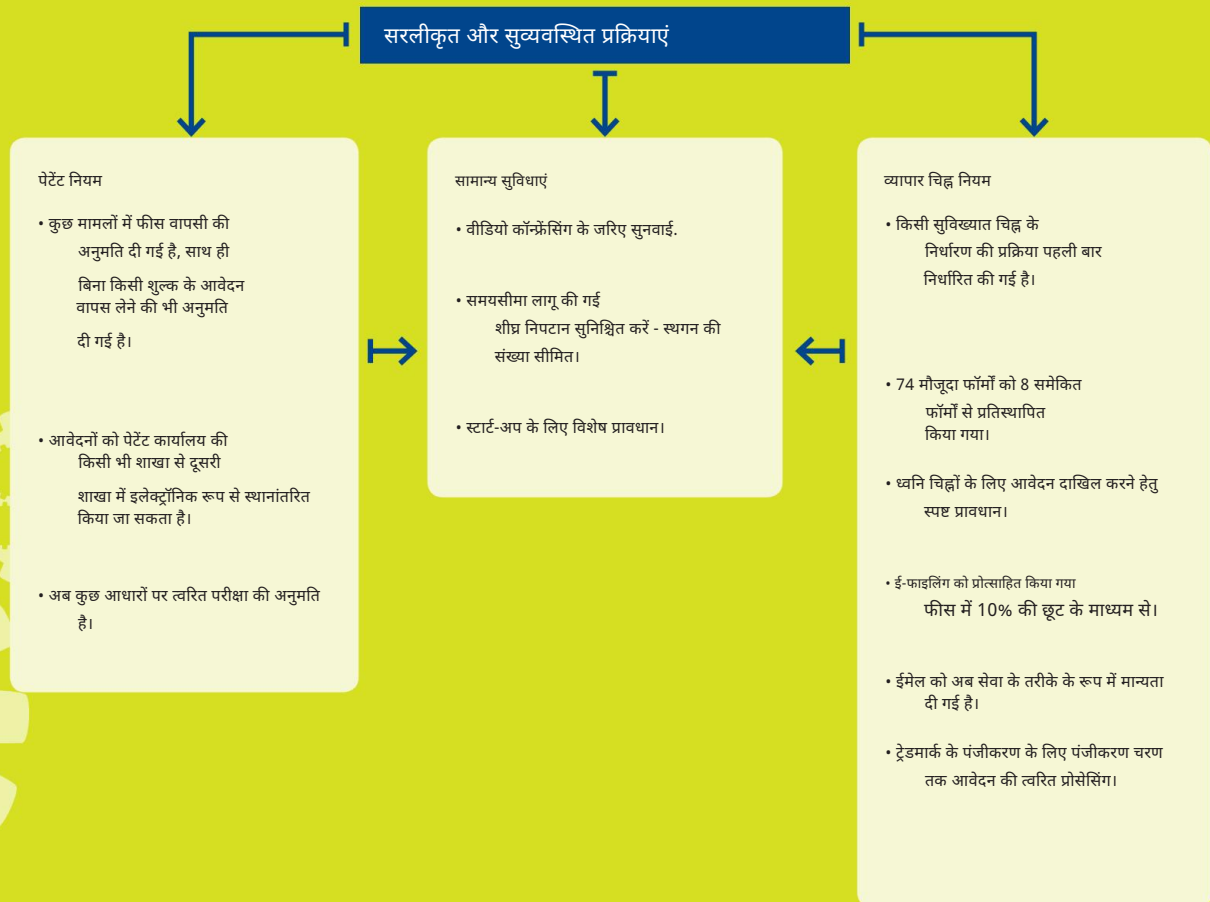 सरलीकृत और सुव्यवस्थित प्रक्रियाएं
पेटेंट नियम
• कुछ मामलों में फीस वापसी की
अनुमति दी गई है, साथ ही
बिना किसी शुल्क के आवेदन
वापस लेने की भी अनुमति
दी गई है।
• आवेदनों को पेटेंट कार्यालय की
किसी भी शाखा से दूसरी
शाखा में इलेक्ट्रॉनिक रूप से स्थानांतरित
किया जा सकता है।
• अब कुछ आधारों पर त्वरित परीक्षा की अनुमति
है।
सामान्य सुविधाएं
• वीडियो कॉन्फ्रेंसिंग के जरिए सुनवाई.
• समयसीमा लागू की गई
शीघ्र निपटान सुनिश्चित करें - स्थगन की
संख्या सीमित।
• स्टार्ट-अप के लिए विशेष प्रावधान।
व्यापार चिह्न नियम
• किसी सुविख्यात चिह्न के
निर्धारण की प्रक्रिया पहली बार
निर्धारित की गई है।
• 74 मौजूदा फॉर्मों को 8 समेकित
फॉर्मों से प्रतिस्थापित
किया गया।
• ध्वनि चिह्नों के लिए आवेदन दाखिल करने हेतु
स्पष्ट प्रावधान।
• ई-फाइलिंग को प्रोत्साहित किया गया
फीस में 10% की छूट के माध्यम से।
• ईमेल को अब सेवा के तरीके के रूप में मान्यता
दी गई है।
• ट्रेडमार्क के पंजीकरण के लिए पंजीकरण चरण
तक आवेदन की त्वरित प्रोसेसिंग।